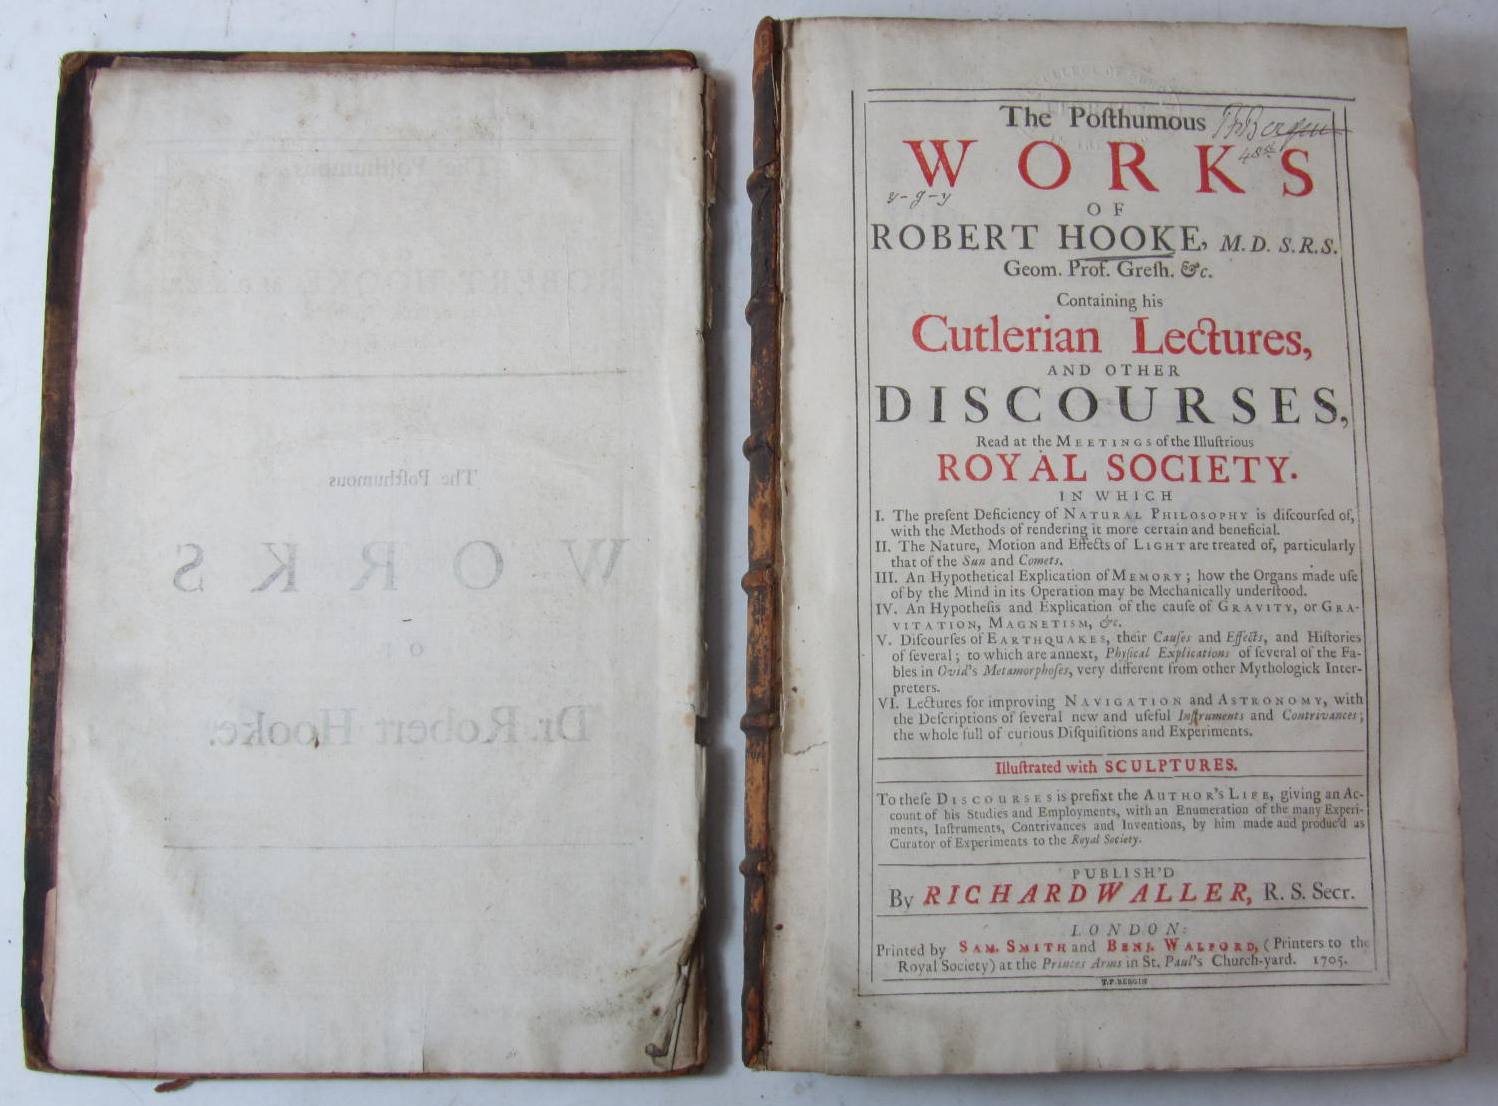 The Poſthumous
WORKS
OF
Dr. Robert Hooke.
The Poſthumous
WORKS
y-g-y
OF
ROBERT HOOKE, M.D. S.R.S.
Geom. Prof. Greſh. &c.
Containing his
Cutlerian Lectures,
AND OTHER
DISCOURSES,
Read at the MEETINGS of the Illuſtrious
ROYAL SOCIETY.
IN WHICH
I. The preſent Deficiency of NATURAL PHILOSOPHY is diſcourſed of,
with the Methods of rendering it more certain and beneficial.
II. The Nature, Motion and Effects of LIGHT are treated of, particularly
that of the Sun and Comets.
III. An Hypothetical Explication of MEMORY; how the Organs made uſe
of by the Mind in its Operation may be Mechanically underſtood.
IV. An Hypotheſis and Explication of the cauſe of GRAVITY, or GRA-
VITATION, MAGNETISM, &c.
V. Diſcourſes of EARTHQUAKES, their Cauſes and Effects, and Hiſtories
of ſeveral; to which are annext, Phyſical Explications of ſeveral of the Fa-
bles in Ovid's Metamorphoſes, very different from other Mythologick Inter-
preters.
VI. Lectures for improving NAVIGATION and ASTRONOMY, with
the Deſcriptions of ſeveral new and uſeful Inſtruments and Contrivances;
the whole full of curious Diſquiſitions and Experiments.
Illuſtrated with SCULPTURES.
To theſe DISCOURSES is prefixt the AUTHOR's LIFE, giving an Ac-
count of his Studies and Employments, with an Enumeration of the many Experi-
ments, Inſtruments, Contrivances and Inventions, by him made and produc'd as
Curator of Experiments to the Royal Society.
PUBLISH'D
By RICHARD WALLER, R. S. Secr.
LONDON:
Printed by SAM. SMITH and BENJ. WALFORD, (Printers to the
Royal Society) at the Princes Arms in St. Paul's Church-yard. 1705.
T.F. BERGIN